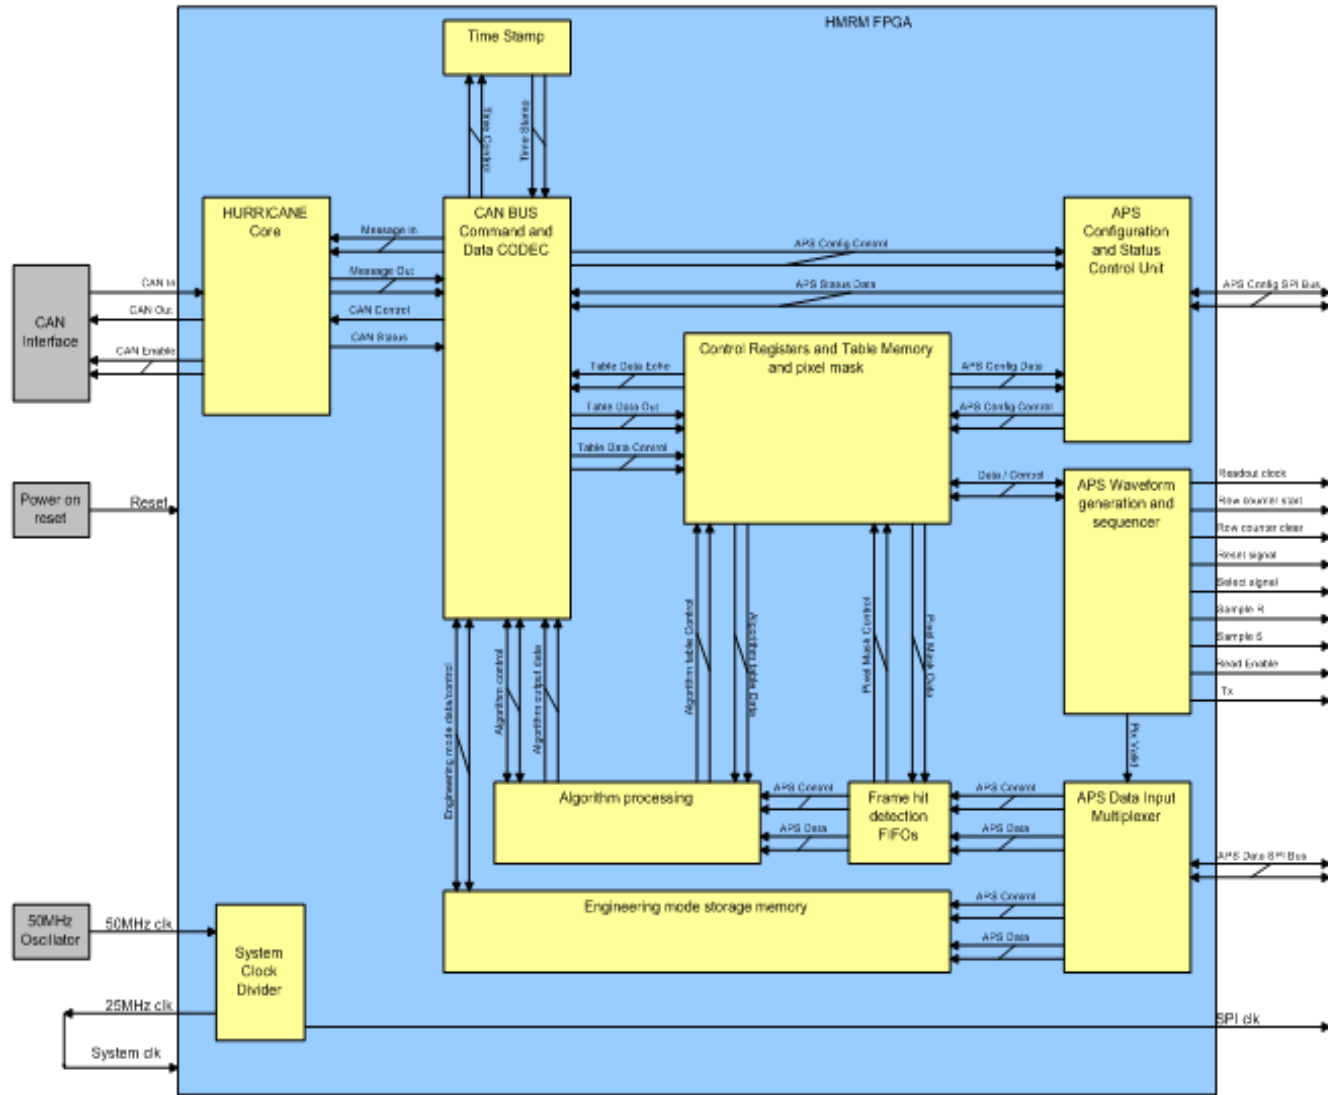 HMRM FPGA
Time Stamp
Time Control
Time Stamp
HURRICANE
Core
CAN BUS
Command and
Data CODEC
APS
Configuration
and Status
Control Unit
Message In
Message Out
CAN Control
CAN Status
APS Config Control
APS Status Data
APS Config SPI Bus
CAN
Interface
CAN In
CAN Out
CAN Enable
Control Registers and Table Memory
and pixel mask
Table Data Echo
Table Data Out
Table Data Control
APS Config Data
APS Config Control
Data / Control
Power on
reset
Reset
APS Waveform
generation and
sequencer
Readout clock
Row counter start
Row counter clear
Reset signal
Select signal
Sample R
Sample S
Read Enable
Tx
Engineering mode data/control
Algorithm control
Algorithm output data
Algorithm table Control
Algorithm table Data
Pixel Mask Control
Pixel Mask Data
Pix Valid
Algorithm processing
APS Control
APS Data
Frame hit
detection
FIFOs
APS Control
APS Data
APS Data Input
Multiplexer
APS Data SPI Bus
Engineering mode storage memory
APS Control
APS Data
50MHz
Oscillator
50MHz clk
System
Clock
Divider
25MHz clk
System clk
SPI clk